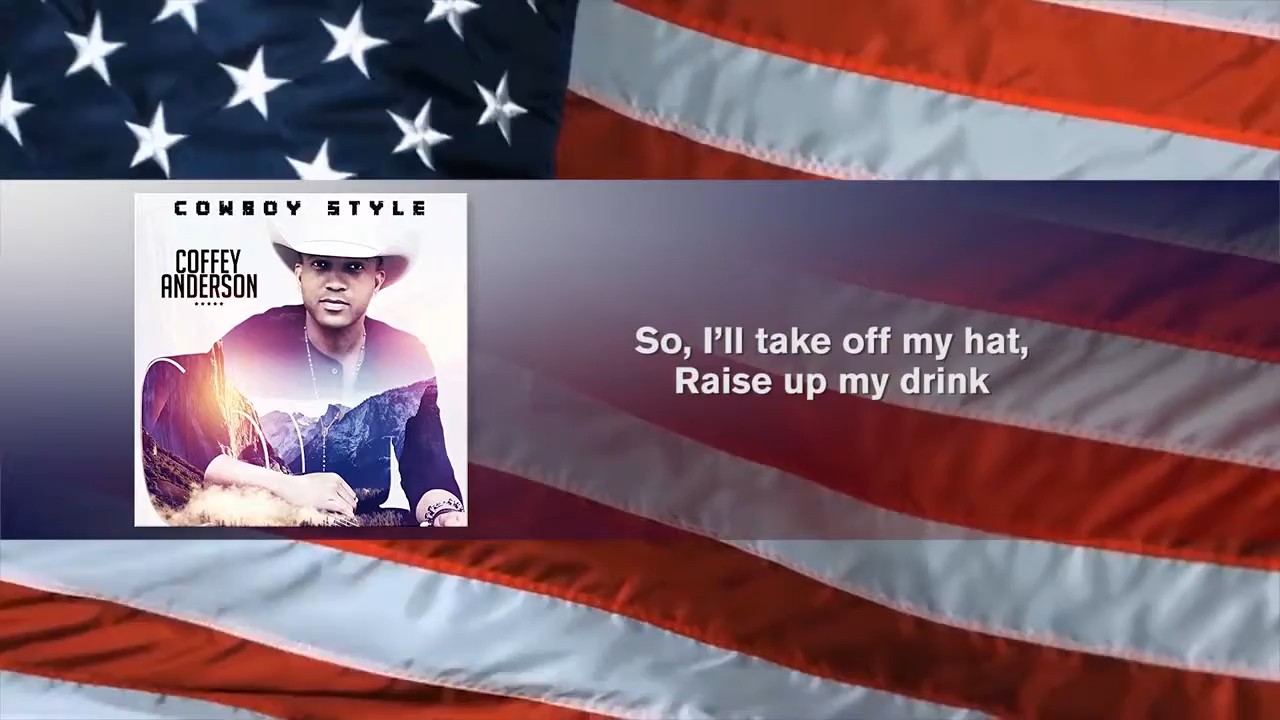 COWBOY STYLE
COFFEY
ANDERSON
So, I’ll take off my hat,
Raise up my drink